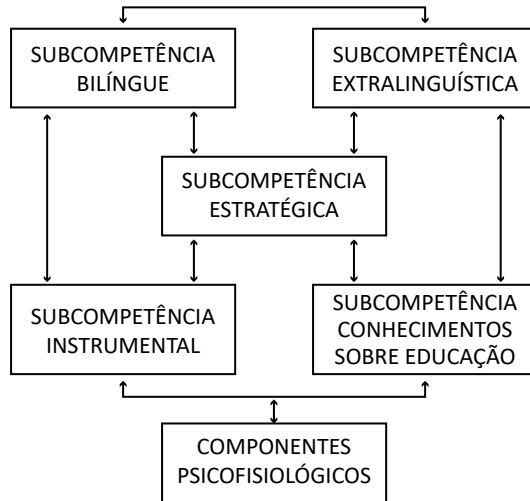 SUBCOMPETÊNCIA
BILÍNGUE
SUBCOMPETÊNCIA
EXTRALINGUÍSTICA
SUBCOMPETÊNCIA
ESTRATÉGICA
SUBCOMPETÊNCIA
INSTRUMENTAL
SUBCOMPETÊNCIA
CONHECIMENTOS
SOBRE EDUCAÇÃO
COMPONENTES
PSICOFISIOLÓGICOS